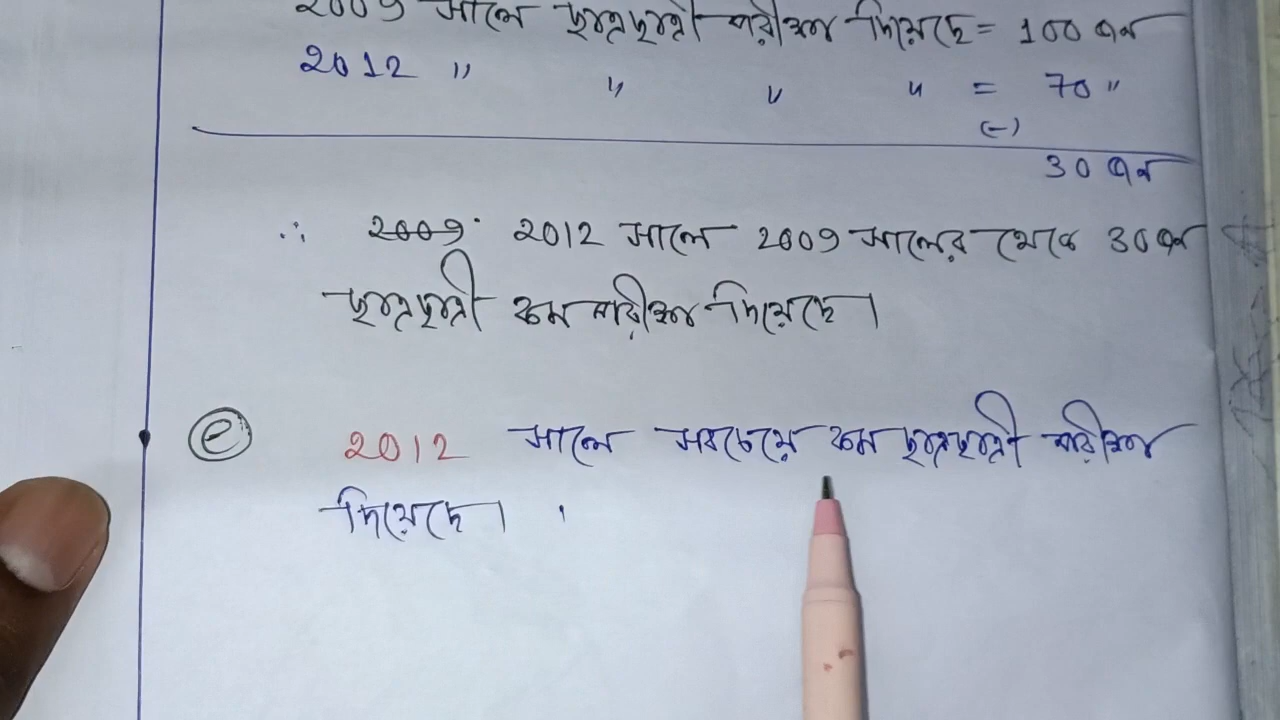 2009 সালে ছাত্রছাত্রী পরীক্ষা দিয়েছে = 100 জন
2012 " " " " = 70 "
(-)
30 জন
∴ 2009 2012 সালে 2009 সালের থেকে 30 জন
ছাত্রছাত্রী কম পরীক্ষা দিয়েছে।
(e) 2012 সালে সবচেয়ে কম ছাত্রছাত্রী পরীক্ষা
দিয়েছে।